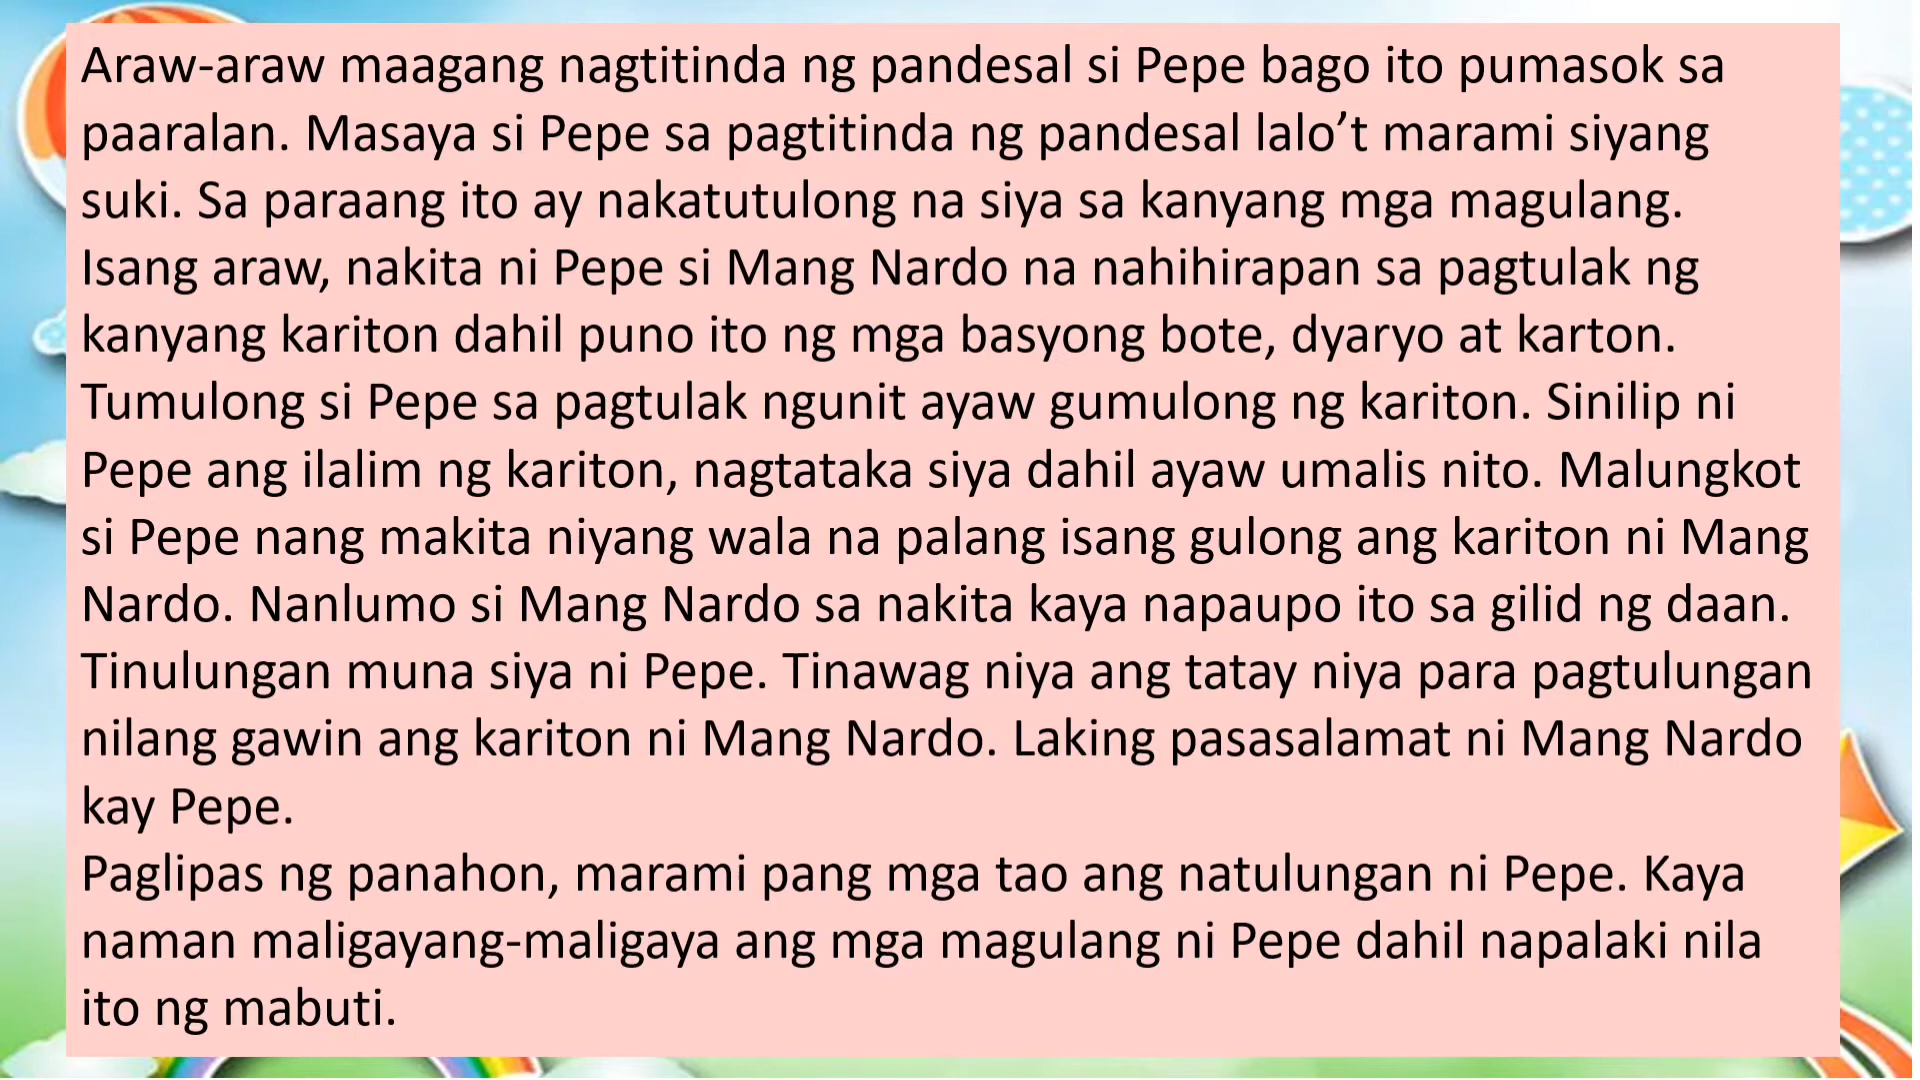 Araw-araw maagang nagtitinda ng pandesal si Pepe bago ito pumasok sa
paaralan. Masaya si Pepe sa pagtitinda ng pandesal lalo’t marami siyang
suki. Sa paraang ito ay nakatutulong na siya sa kanyang mga magulang.
Isang araw, nakita ni Pepe si Mang Nardo na nahihirapan sa pagtulak ng
kanyang kariton dahil puno ito ng mga basyong bote, dyaryo at karton.
Tumulong si Pepe sa pagtulak ngunit ayaw gumulong ng kariton. Sinilip ni
Pepe ang ilalim ng kariton, nagtataka siya dahil ayaw umalis nito. Malungkot
si Pepe nang makita niyang wala na palang isang gulong ang kariton ni Mang
Nardo. Nanlumo si Mang Nardo sa nakita kaya napaupo ito sa gilid ng daan.
Tinulungan muna siya ni Pepe. Tinawag niya ang tatay niya para pagtulungan
nilang gawin ang kariton ni Mang Nardo. Laking pasasalamat ni Mang Nardo
kay Pepe.
Paglipas ng panahon, marami pang mga tao ang natulungan ni Pepe. Kaya
naman maligayang-maligaya ang mga magulang ni Pepe dahil napalaki nila
ito ng mabuti.